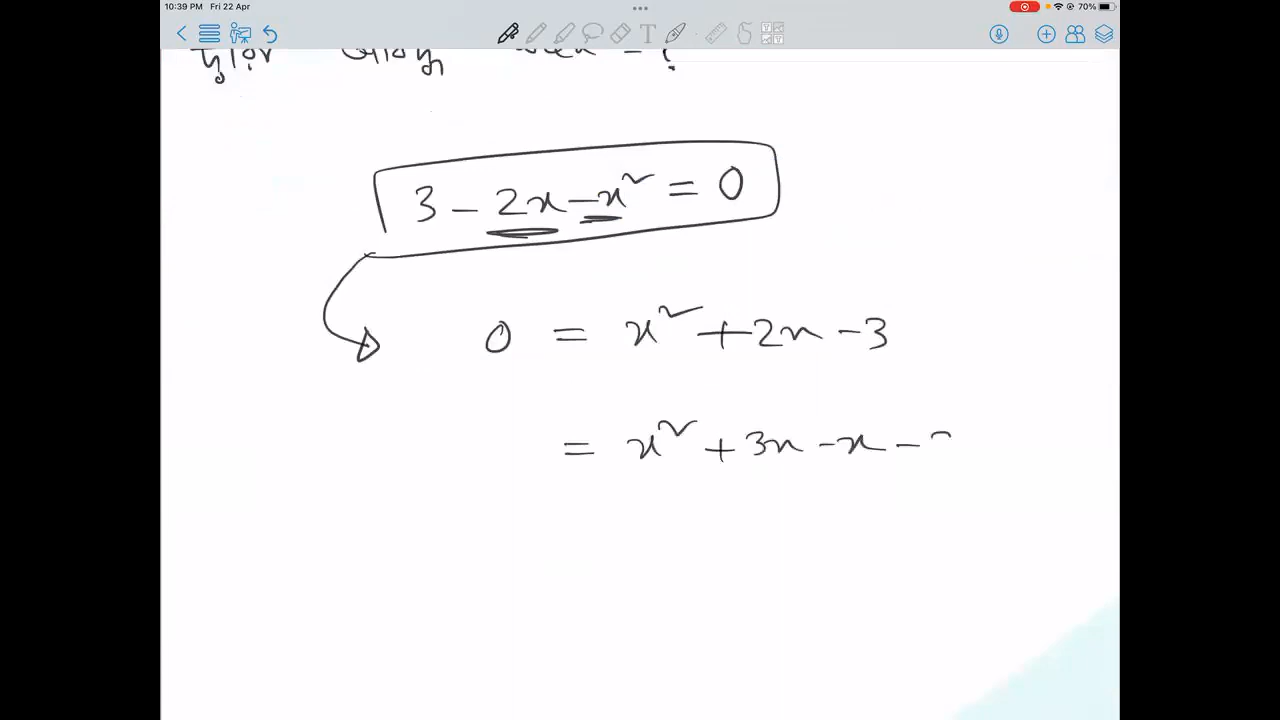 10:39 PM Fri 22 Apr 70%
T
= ?
3 - 2x - x² = 0
0 = x² + 2x - 3
= x² + 3x - x -